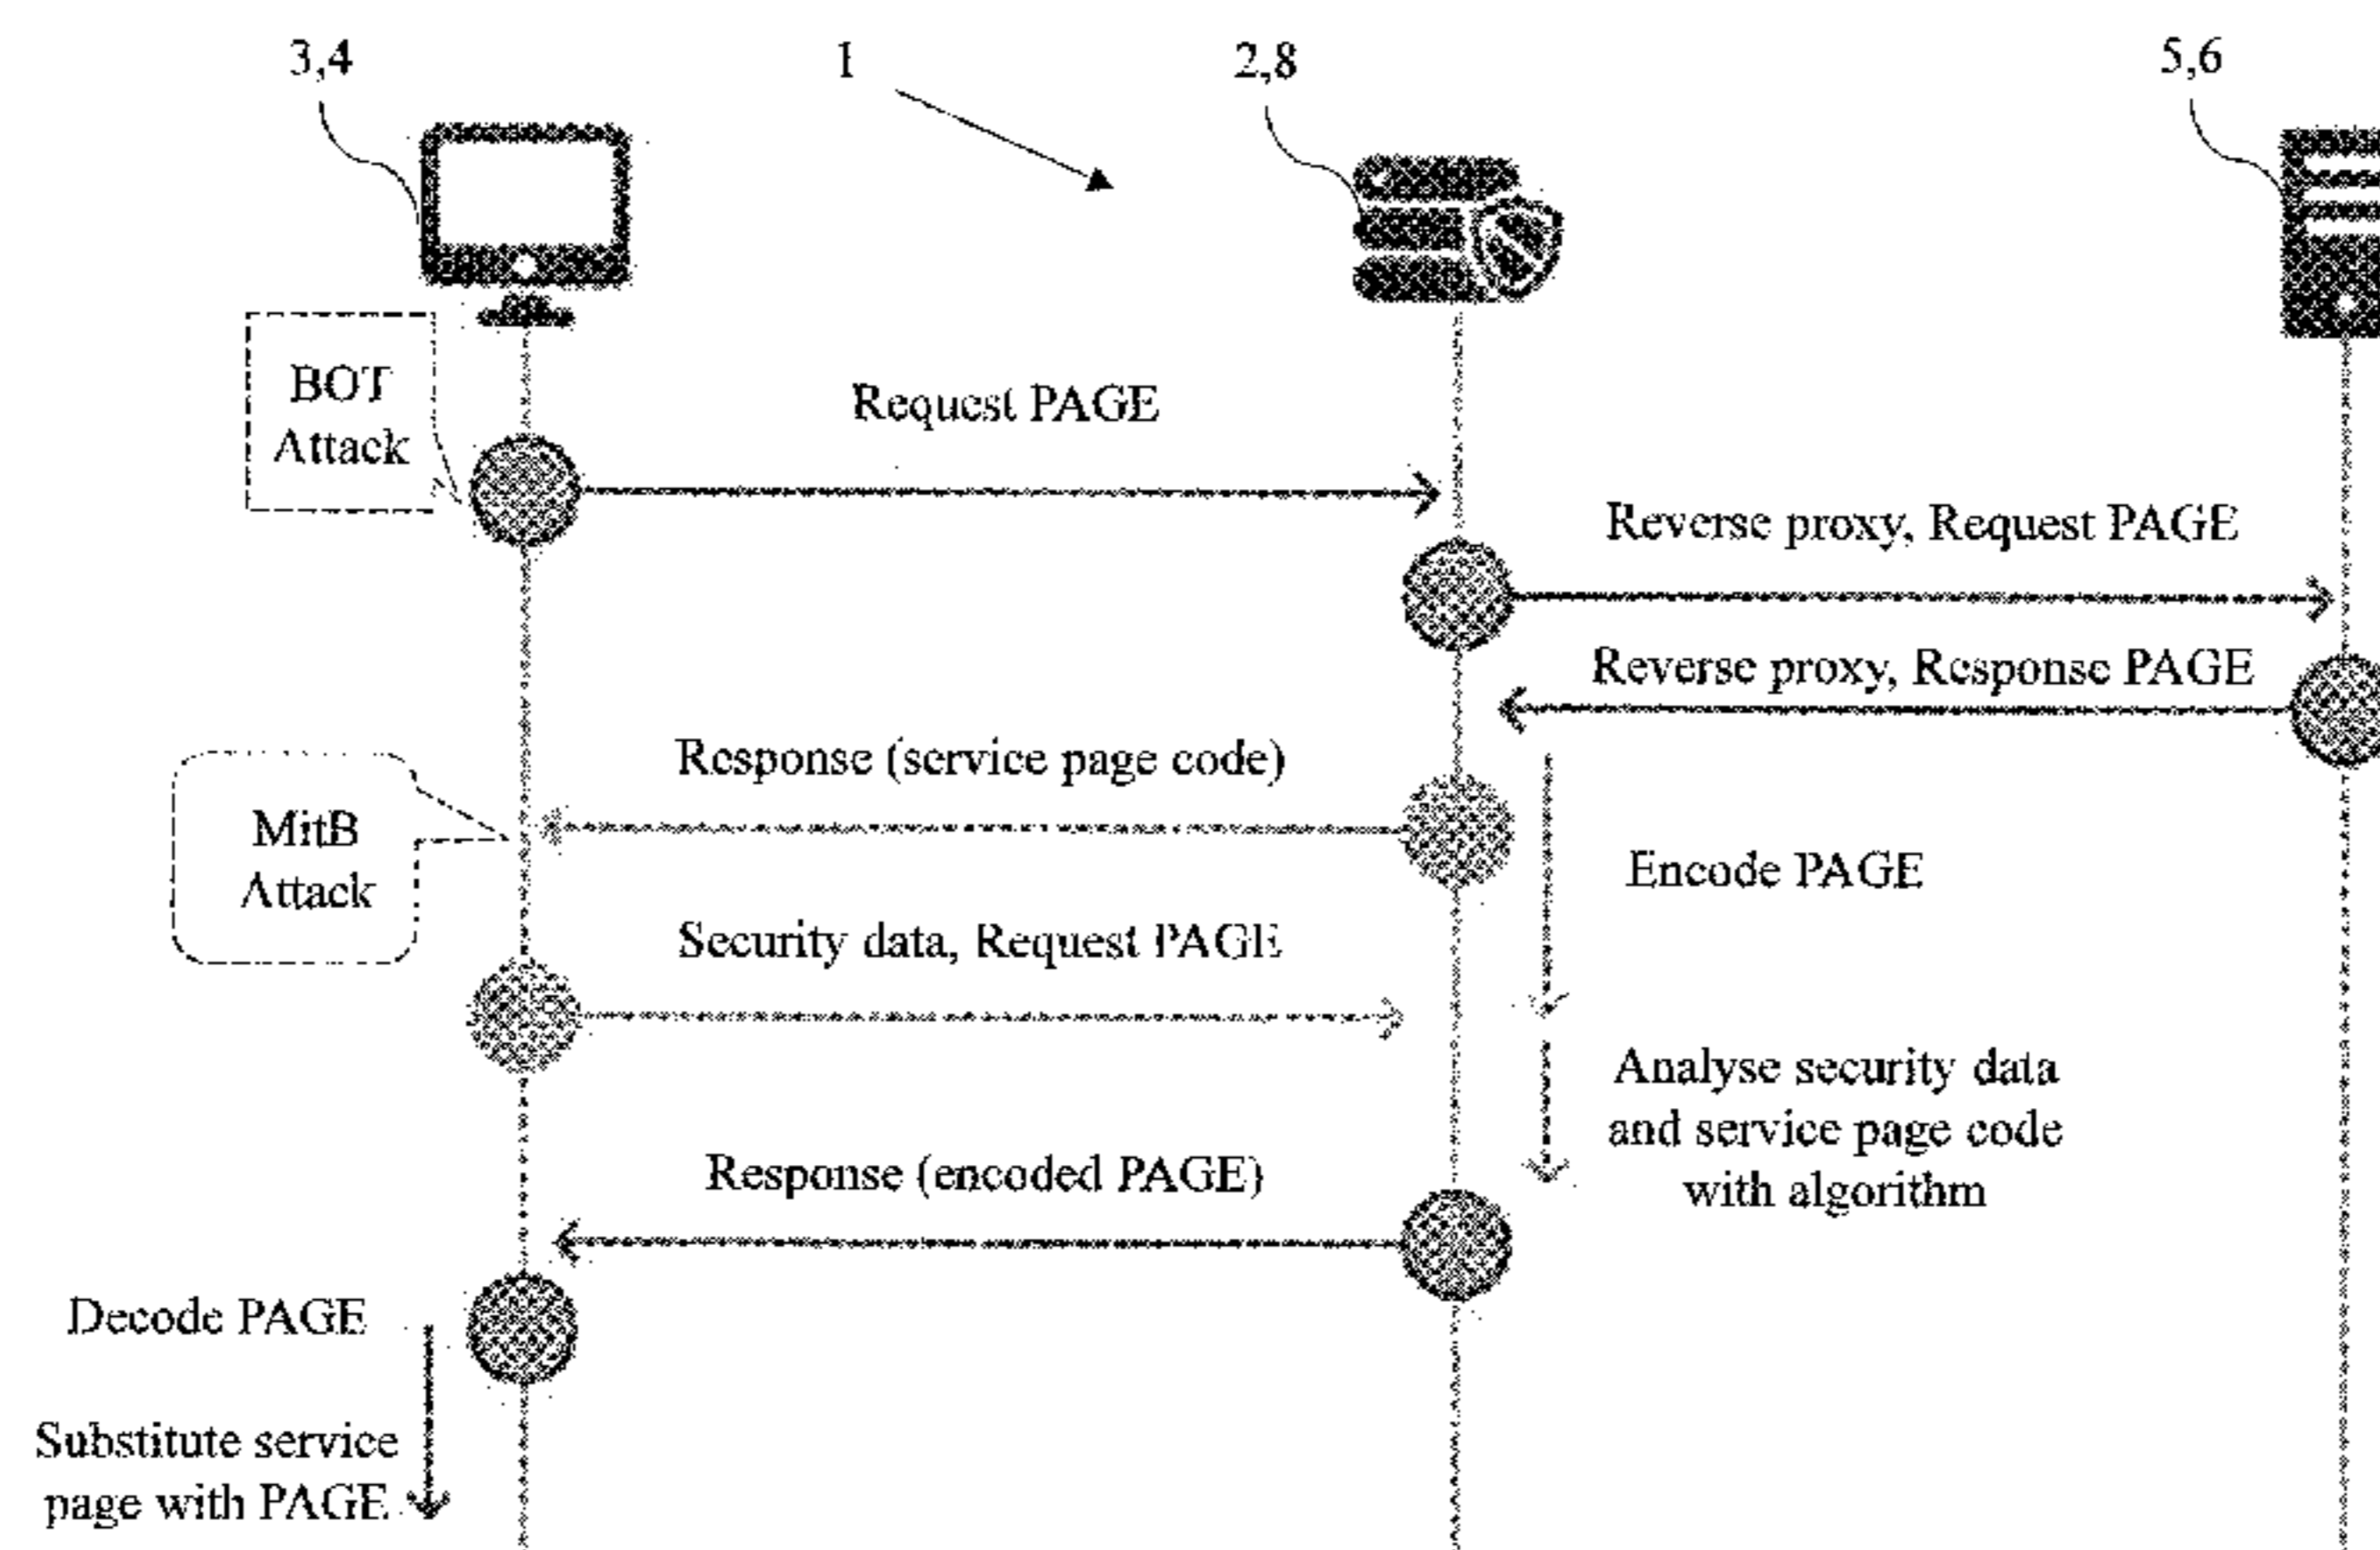 3,4
1
2,8
5,6
BOT
Attack
Request PAGE
Reverse proxy, Request PAGE
Reverse proxy, Response PAGE
Response (service page code)
MitB
Attack
Encode PAGE
Security data, Request PAGE
Analyse security data
and service page code
with algorithm
Response (encoded PAGE)
Decode PAGE
Substitute service
page with PAGE